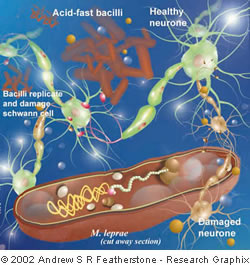 Acid-fast bacilli
Healthy
neurone
Bacilli replicate
and damage
schwann cell
M. leprae
(cut away section)
Damaged
neurone
© 2002 Andrew S R Featherstone - Research Graphix